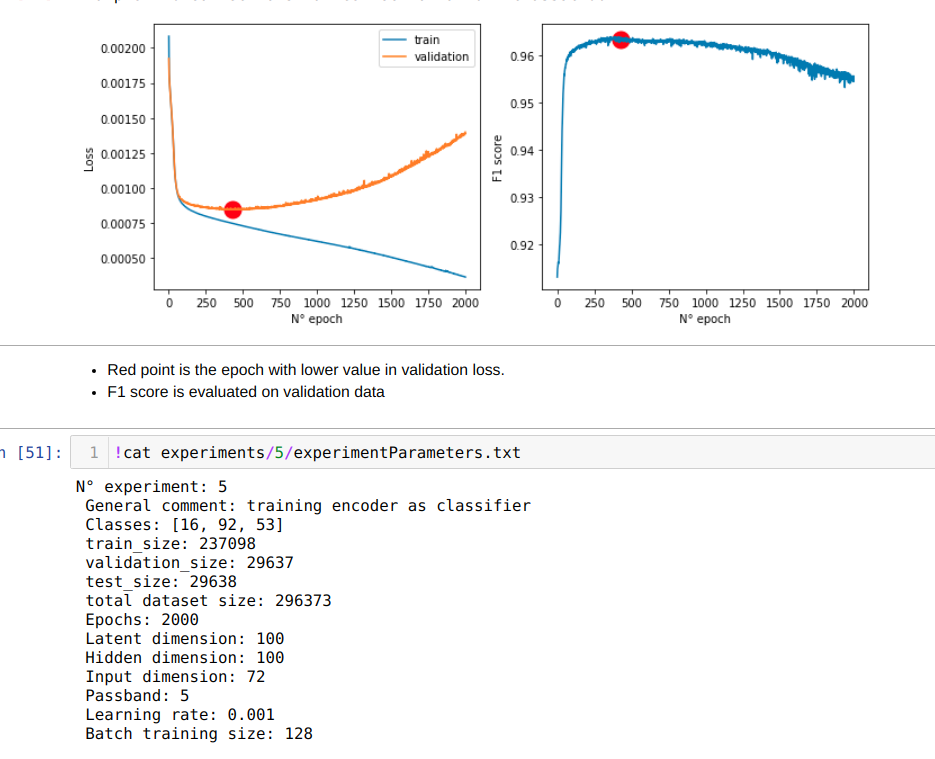 0.00200
0.00175
0.00150
0.00125
0.00100
0.00075
0.00050
Loss
train
validation
0 250 500 750 1000 1250 1500 1750 2000
N° epoch
0.96
0.95
0.94
0.93
0.92
F1 score
0 250 500 750 1000 1250 1500 1750 2000
N° epoch
• Red point is the epoch with lower value in validation loss.
• F1 score is evaluated on validation data
n [51]: 1 !cat experiments/5/experimentParameters.txt
N° experiment: 5
General comment: training encoder as classifier
Classes: [16, 92, 53]
train_size: 237098
validation_size: 29637
test_size: 29638
total dataset size: 296373
Epochs: 2000
Latent dimension: 100
Hidden dimension: 100
Input dimension: 72
Passband: 5
Learning rate: 0.001
Batch training size: 128